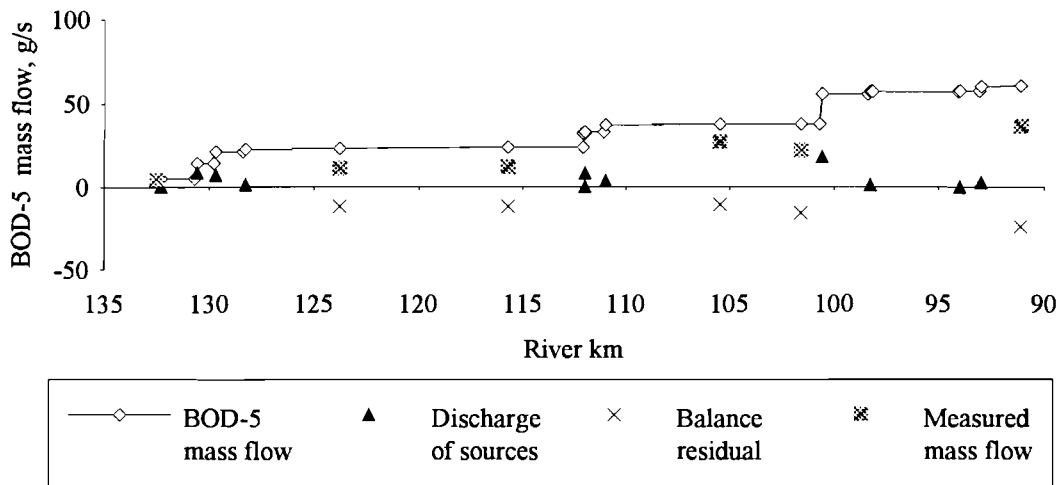 BOD-5 mass flow, g/s
100
50
0
-50
135 130 125 120 115 110 105 100 95 90
River km
BOD-5 mass flow
Discharge of sources
Balance residual
Measured mass flow